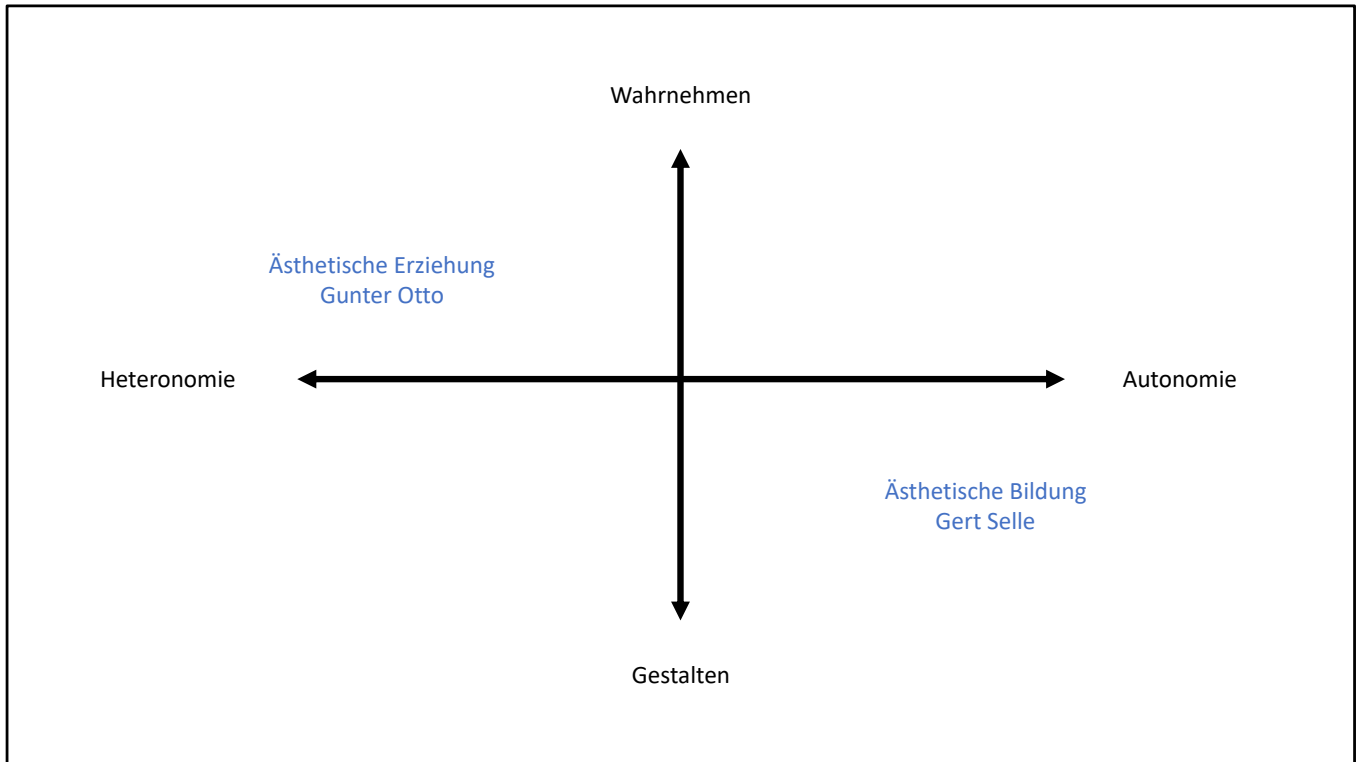 Wahrnehmen
Ästhetische Erziehung
Gunter Otto
Heteronomie
Autonomie
Ästhetische Bildung
Gert Selle
Gestalten